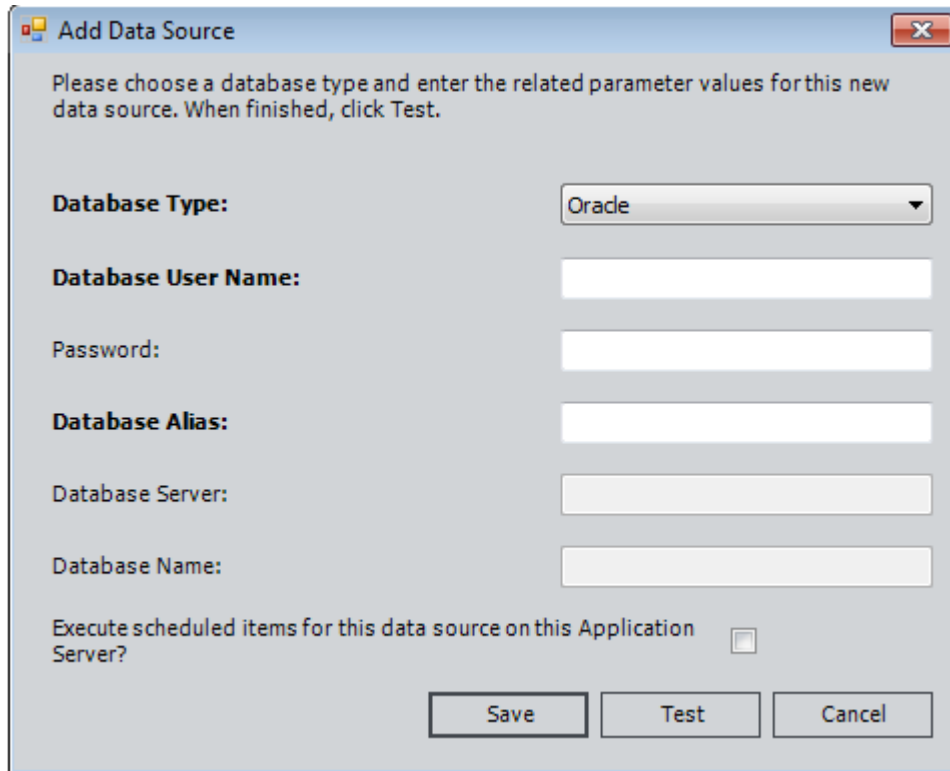 Add Data Source
Please choose a database type and enter the related parameter values for this new
data source. When finished, click Test.
Database Type:
Oracle
Database User Name:
Password:
Database Alias:
Database Server:
Database Name:
Execute scheduled items for this data source on this Application
Server?
Save
Test
Cancel